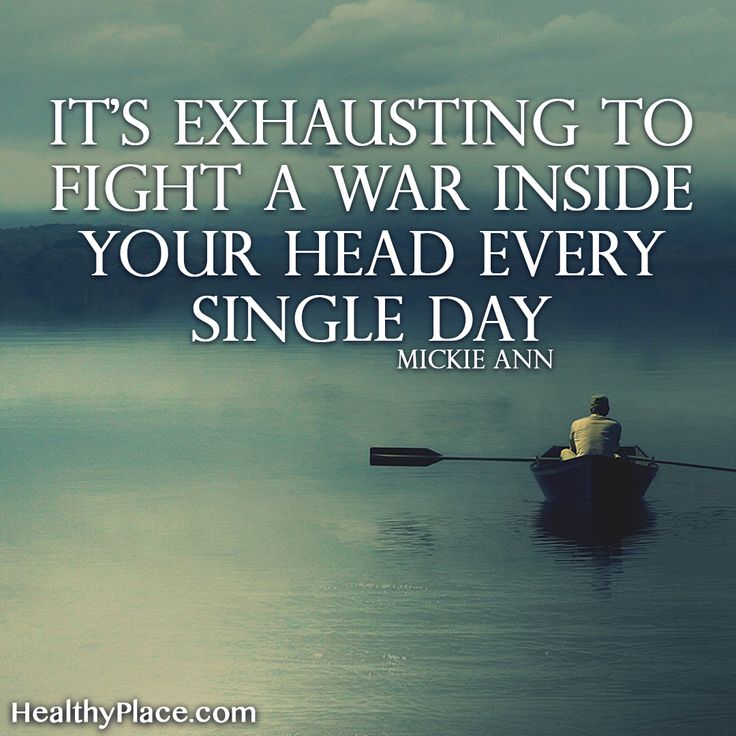 IT'S EXHAUSTING TO
FIGHT A WAR INSIDE
YOUR HEAD EVERY
SINGLE DAY
MICKIE ANN
HealthyPlace.com